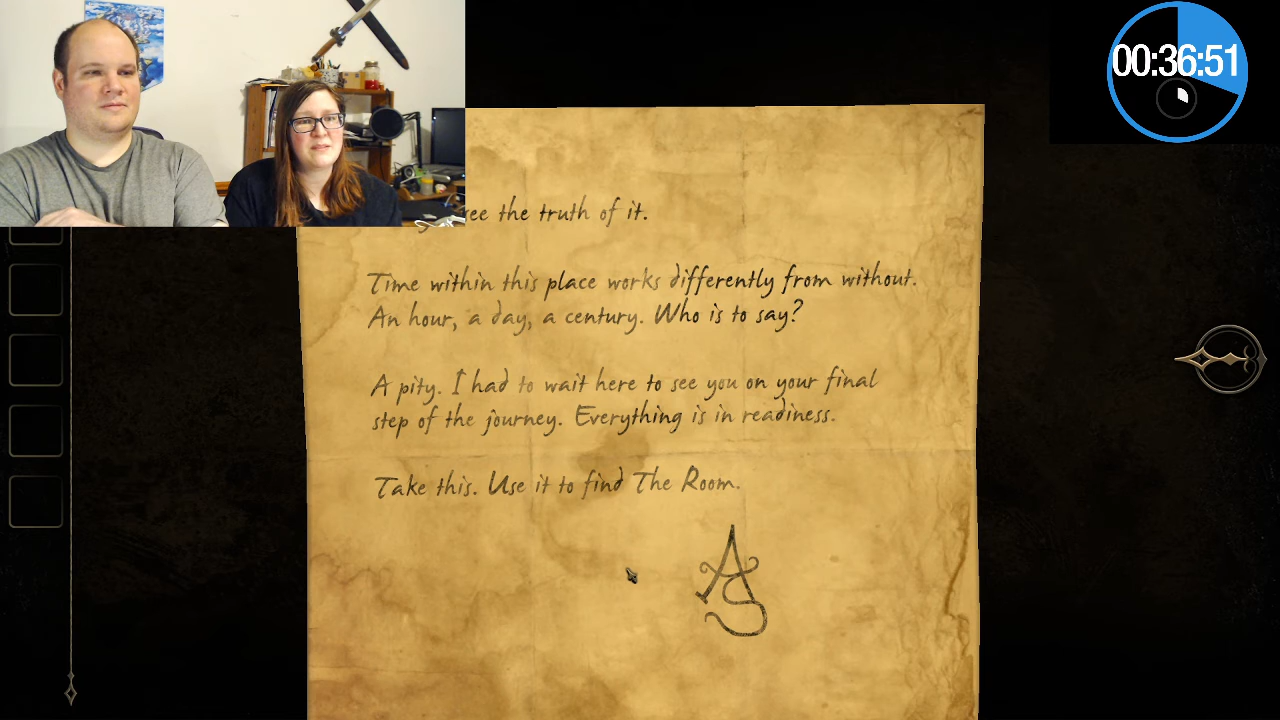 00:36:51
the truth of it.
Time within this place works differently from without.
An hour, a day, a century. Who is to say?
A pity. I had to wait here to see you on your final
step of the journey. Everything is in readiness.
Take this. Use it to find The Room.
AS